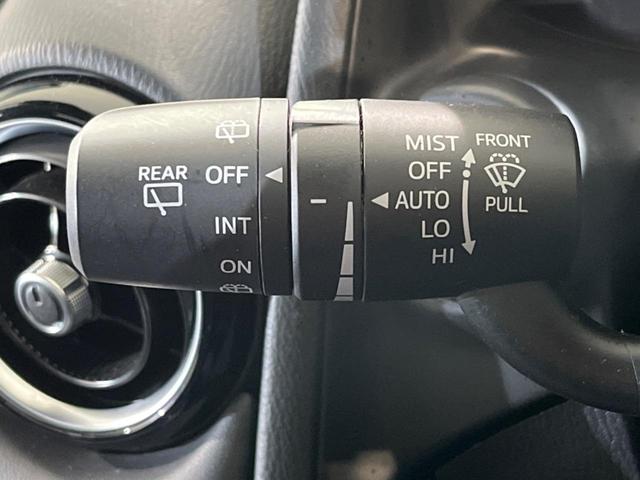 REAR
OFF
INT
ON
MIST
OFF
AUTO
LO
HI
FRONT
PULL